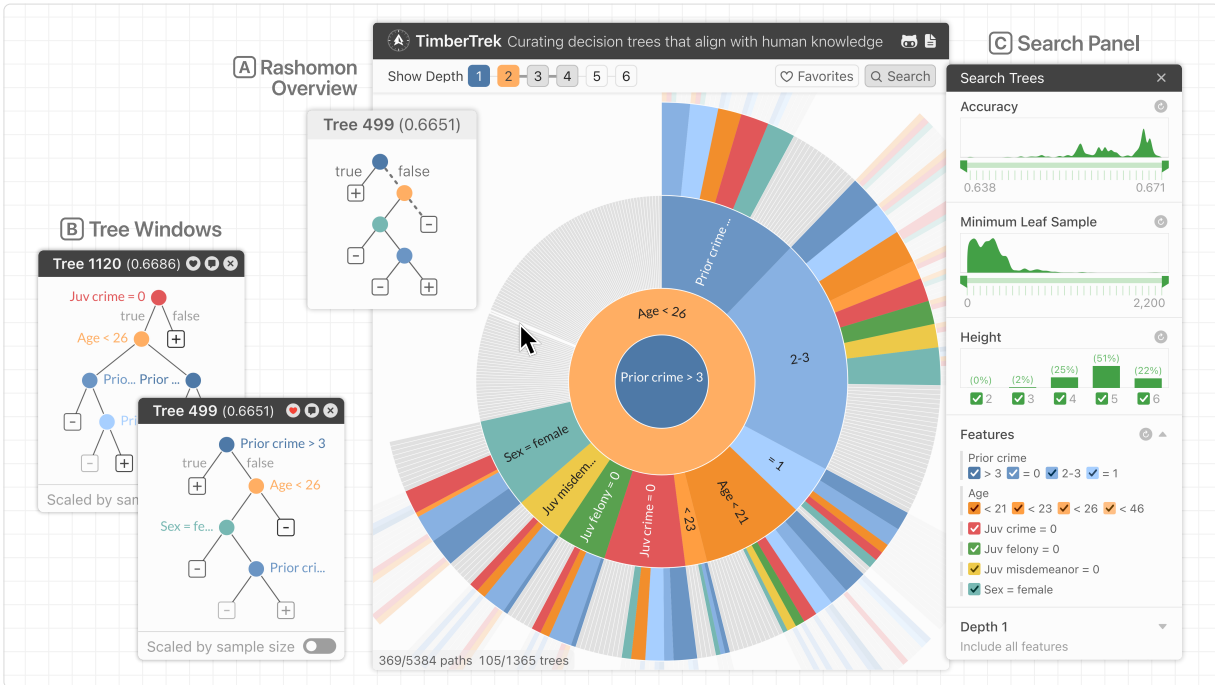 TimberTrek Curating decision trees that align with human knowledge
Show Depth 1 2 3 4 5 6 Favorites Search
A Rashomon
Overview
Tree 499 (0.6651)
true false
+
−
−
−
+
B Tree Windows
Tree 1120 (0.6686)
Juv crime = 0
true false
Age < 26 +
Prio... Prior ...
− Pri
− +
Scaled by sam
Tree 499 (0.6651)
Prior crime > 3
true false
+ Age < 26
Sex = fe... −
− Prior cri...
− +
Scaled by sample size
Prior crime > 3
Age < 26
Prior crime...
2-3
= 1
Age < 21
< 23
Juv crime = 0
Juv felony = 0
Juv misdem...
Sex = female
369/5384 paths 105/1365 trees
C Search Panel
Search Trees
Accuracy
0.638 0.671
Minimum Leaf Sample
0 2,200
Height
(0%) (2%) (25%) (51%) (22%)
2 3 4 5 6
Features
Prior crime
> 3 = 0 2-3 = 1
Age
< 21 < 23 < 26 < 46
Juv crime = 0
Juv felony = 0
Juv misdemeanor = 0
Sex = female
Depth 1
Include all features